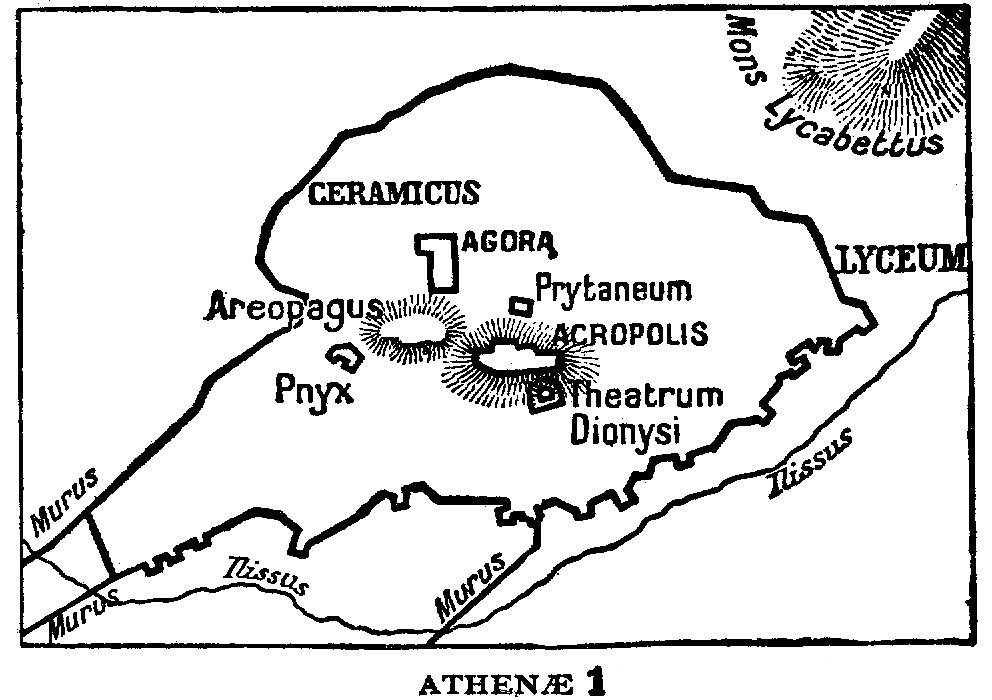 Mons Lycabettus
CERAMICUS
AGORA
LYCEUM
Areopagus
Prytaneum
ACROPOLIS
Pnyx
Theatrum
Dionysi
Murus
Ilissus
Ilissus
Murus
Murus
ATHENÆ 1